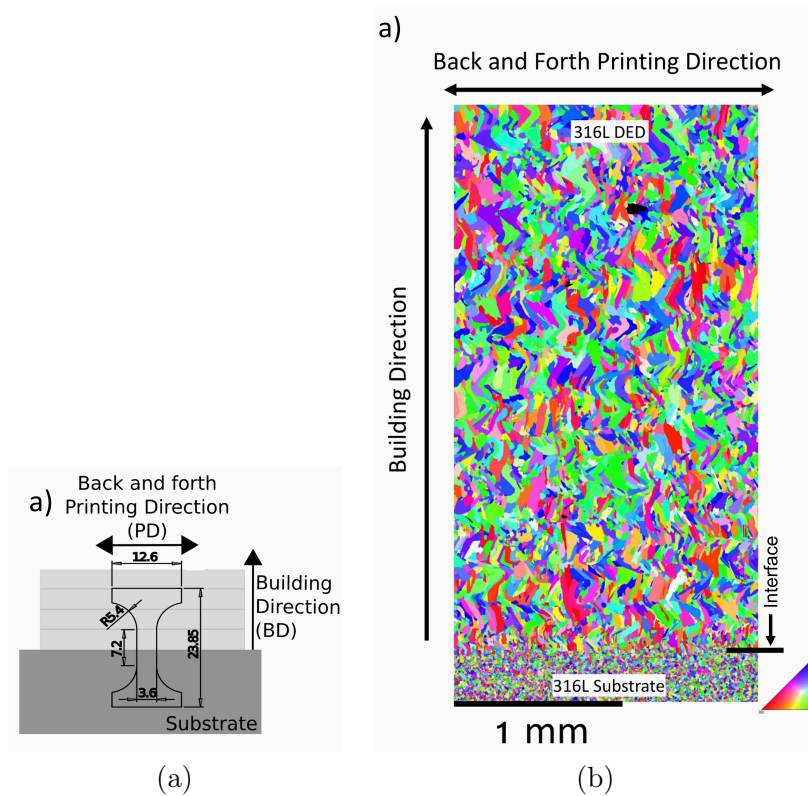 a)
Back and forth
Printing Direction
(PD)
12.6
Building
Direction
(BD)
R5.4
7.2
23.85
3.6
Substrate
(a)
a)
Back and Forth Printing Direction
316L DED
Building Direction
Interface
316L Substrate
1 mm
(b)